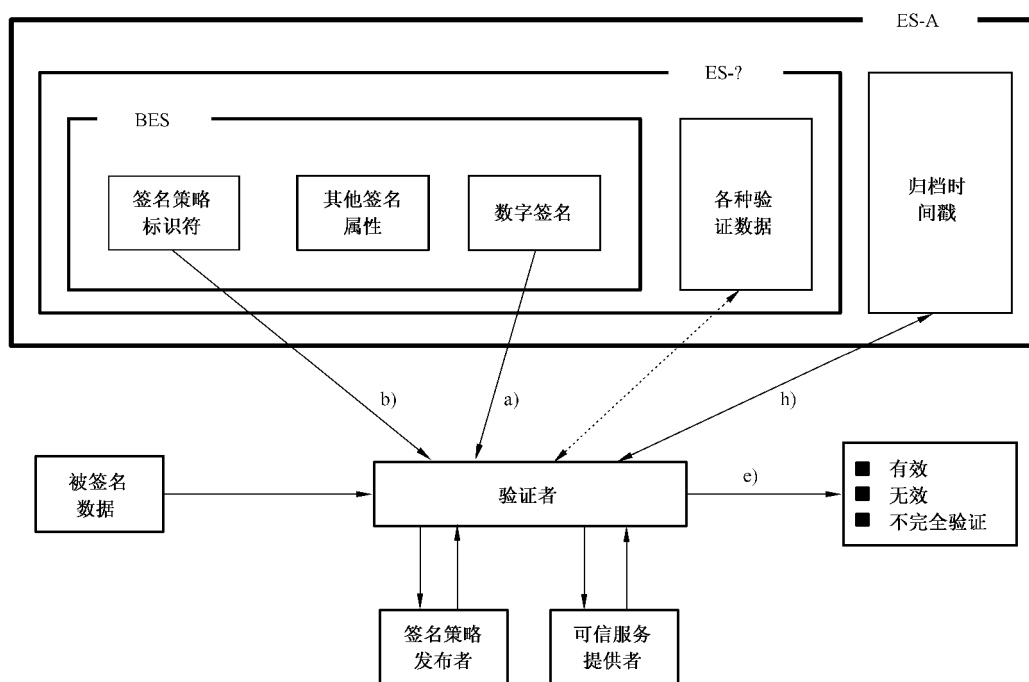 ES-A
ES-?
BES
签名策略
标识符
其他签名
属性
数字签名
各种验
证数据
归档时
间戳
b)
a)
h)
被签名
数据
验证者
e)
有效
无效
不完全验证
签名策略
发布者
可信服务
提供者